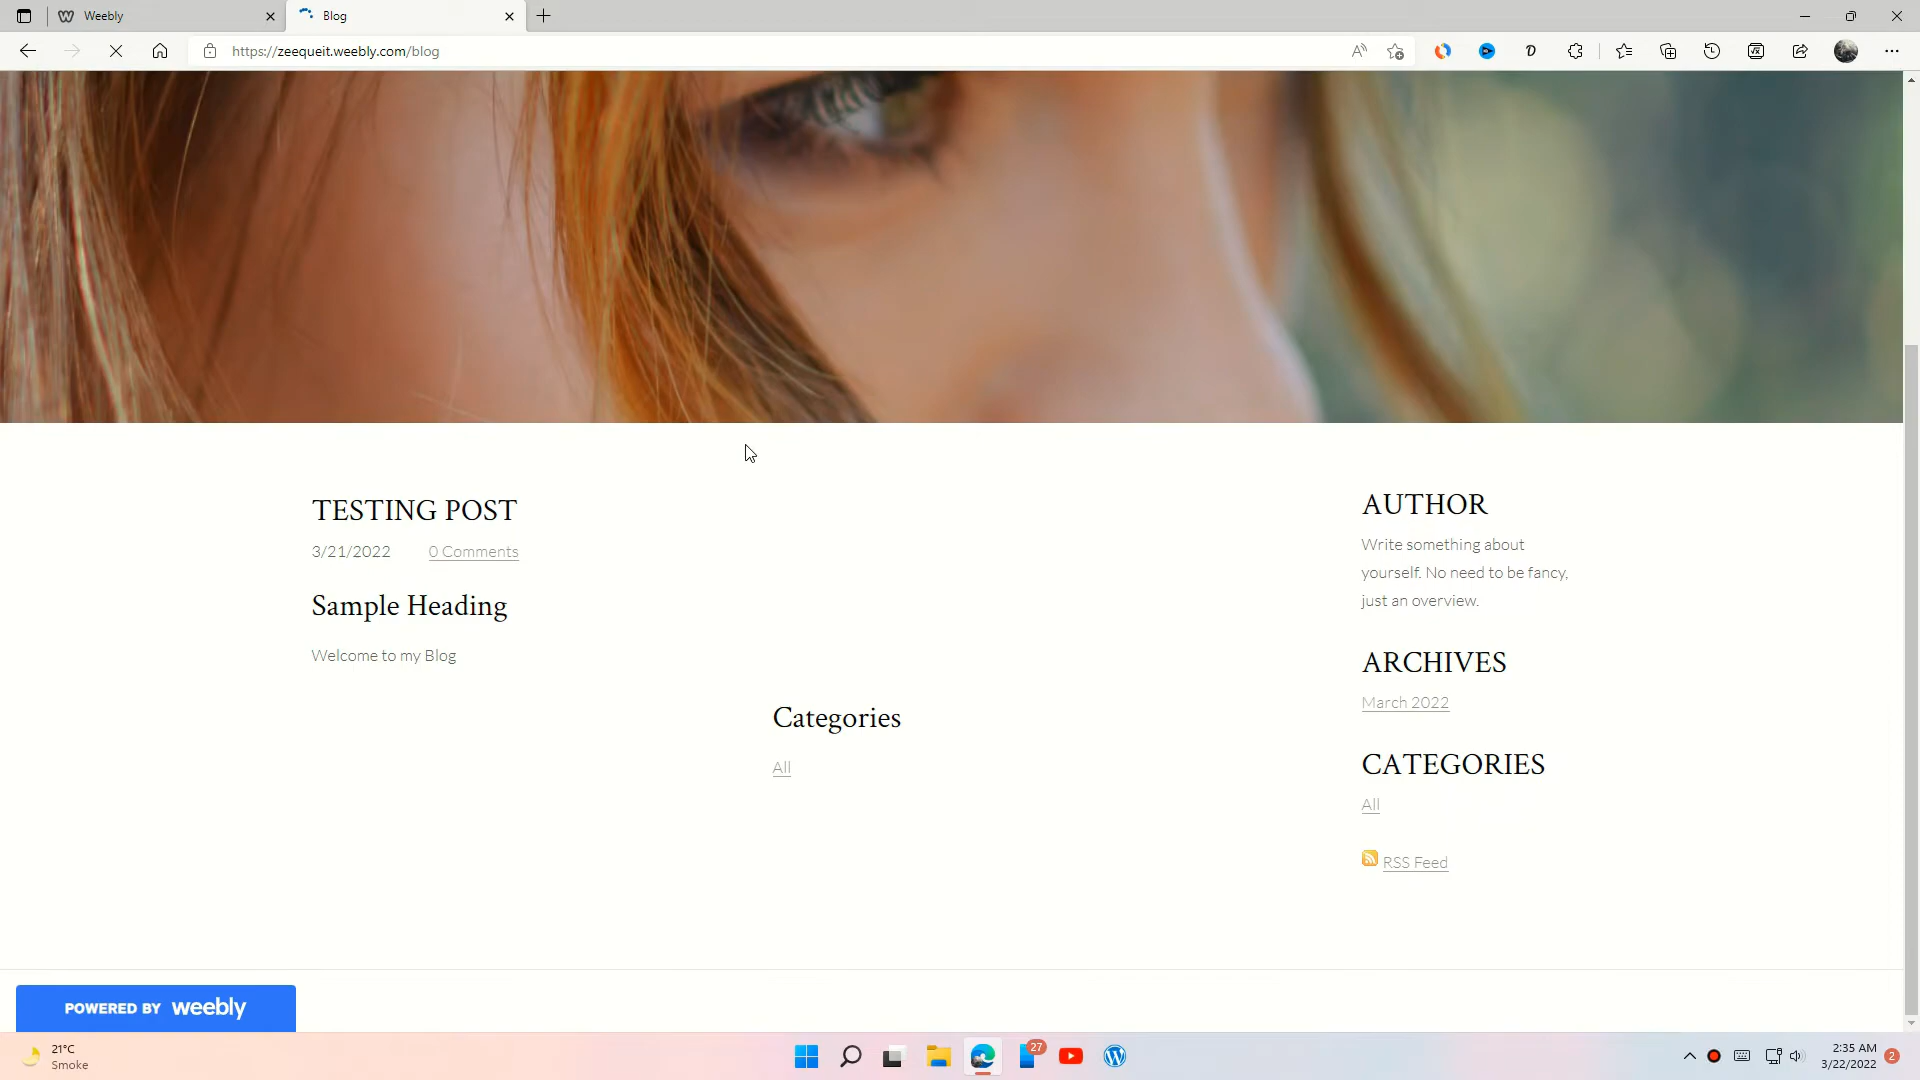 Weebly
Blog
https://zeequeit.weebly.com/blog
TESTING POST
3/21/2022 0 Comments
Sample Heading
Welcome to my Blog
Categories
All
AUTHOR
Write something about
yourself. No need to be fancy,
just an overview.
ARCHIVES
March 2022
CATEGORIES
All
RSS Feed
POWERED BY weebly
21°C
Smoke
27
2:35 AM
3/22/2022
2